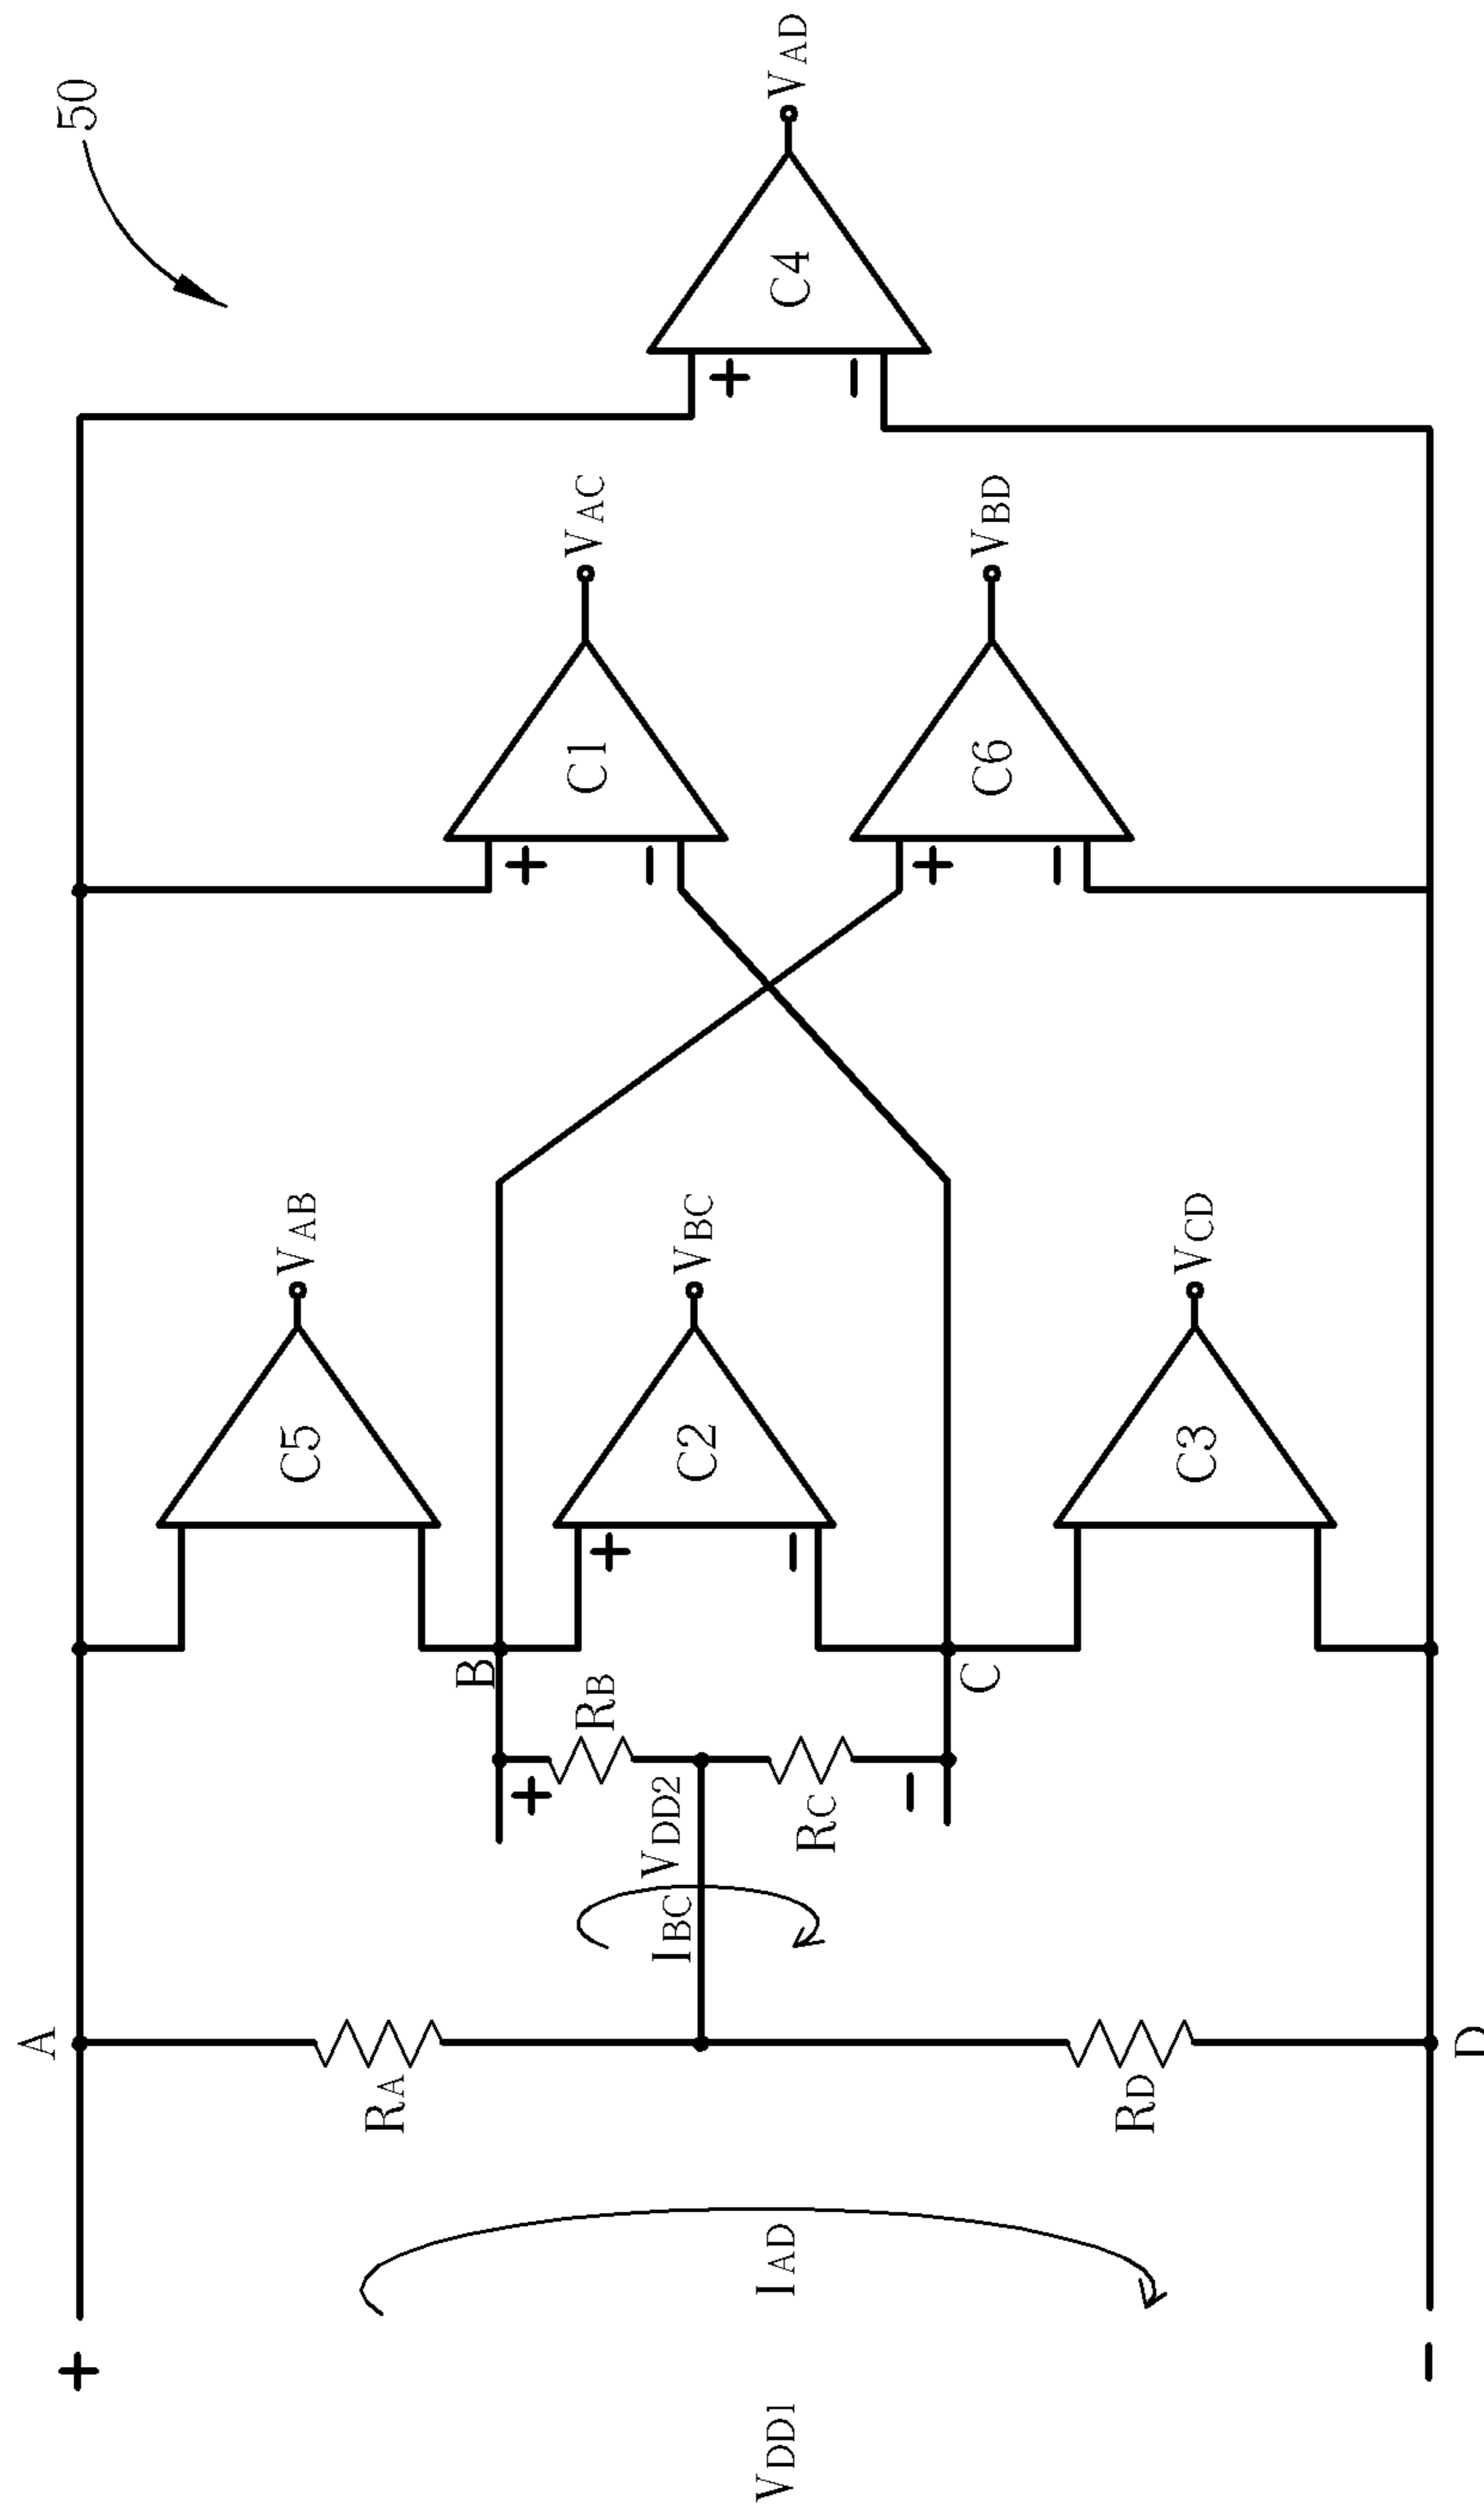 50
A
+
C5
VAB
B
+
C2
VBC
-
C
C3
VCD
+
C1
VAC
-
+
C6
VBD
-
+
C4
VAD
-
RA
RB
+
VDD2
IBC
RC
-
RD
IAD
VDD1
D
-